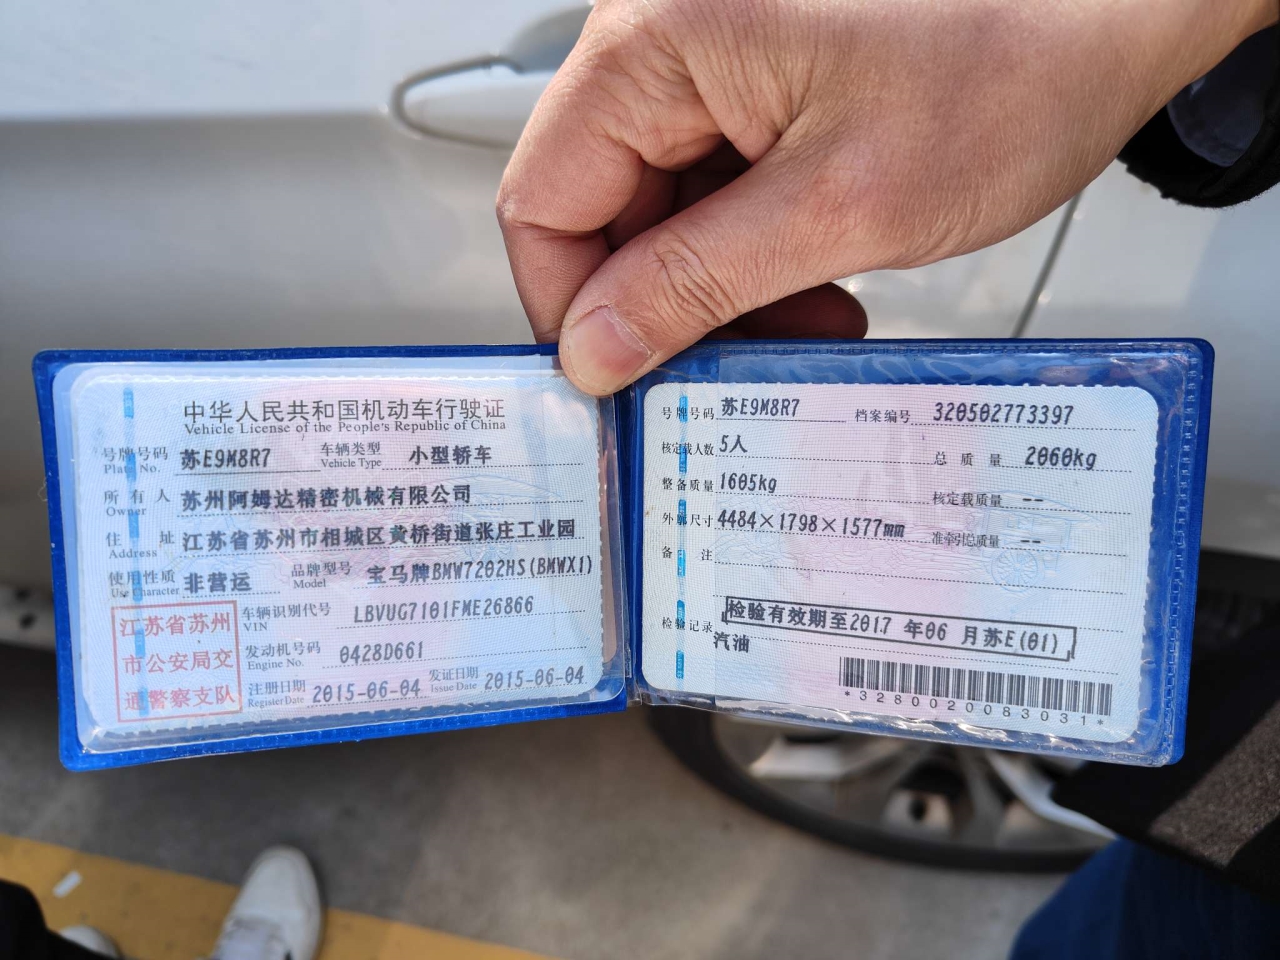 中华人民共和国机动车行驶证
Vehicle License of the People's Republic of China
号牌号码 苏E9M8R7 车辆类型 小型轿车
Plate No. Vehicle Type
所有人 苏州阿姆达精密机械有限公司
Owner
住址 江苏省苏州市相城区黄桥街道张庄工业园
Address
使用性质 非营运 品牌型号 宝马牌BMW7202HS(BMWX1)
Use Character Model
江苏省苏州
市公安局交
通警察支队
车辆识别代号 LBVUG7101FME26866
VIN
发动机号码 0428D661
Engine No.
注册日期 2015-06-04 发证日期 2015-06-04
Register Date Issue Date
号牌号码 苏E9M8R7 档案编号 320502773397
核定载人数 5人 总质量 2060kg
整备质量 1605kg 核定载质量 --
外廓尺寸 4484×1798×1577mm 准牵引总质量 --
备注
检验记录 检验有效期至2017 年06 月苏E(01)
汽油
*3280020083031*